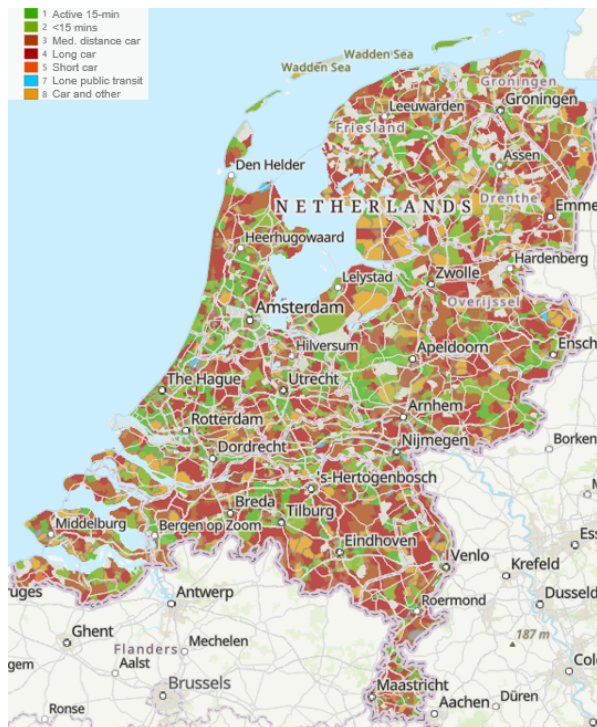 1 Active 15-min
2 <15 mins
3 Med. distance car
4 Long car
5 Short car
7 Lone public transit
8 Car and other
Wadden Sea
Wadden Sea
Groningen
Leeuwarden
Groningen
Friesland
Den Helder
Assen
NETHERLANDS
Drenthe
Emme
Heerhugowaard
Hardenberg
Lelystad
Zwolle
Overijssel
Amsterdam
Hilversum
Apeldoorn
Ensch
The Hague
Utrecht
Rotterdam
Arnhem
Dordrecht
Nijmegen
Borken
's-Hertogenbosch
Breda
Middelburg
Bergen op Zoom
Tilburg
Eindhoven
Venlo
Ess
Krefeld
ruges
Antwerp
Roermond
Dusseld
Ghent
Flanders
Mechelen
187 m
gem
Aalst
Colo
Brussels
Maastricht
Aachen
Düren
Ronse